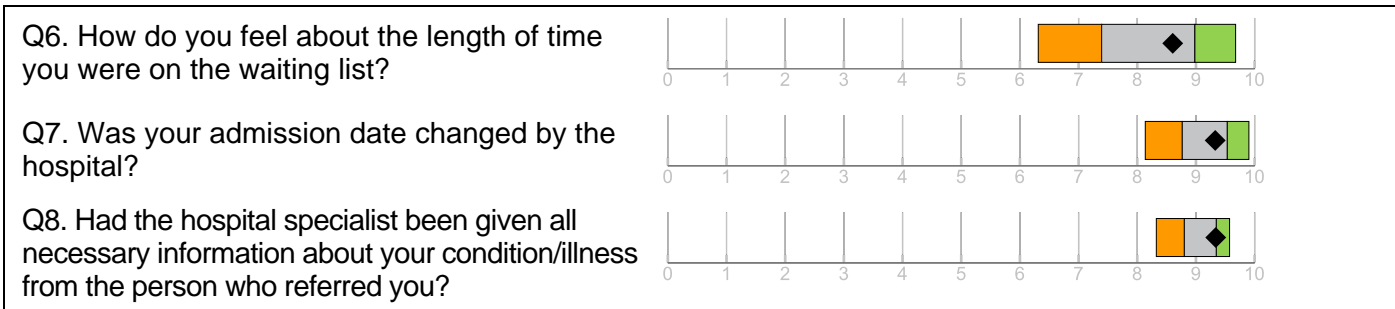 Q6. How do you feel about the length of time
you were on the waiting list?
0 1 2 3 4 5 6 7 8 9 10
Q7. Was your admission date changed by the
hospital?
0 1 2 3 4 5 6 7 8 9 10
Q8. Had the hospital specialist been given all
necessary information about your condition/illness
from the person who referred you?
0 1 2 3 4 5 6 7 8 9 10